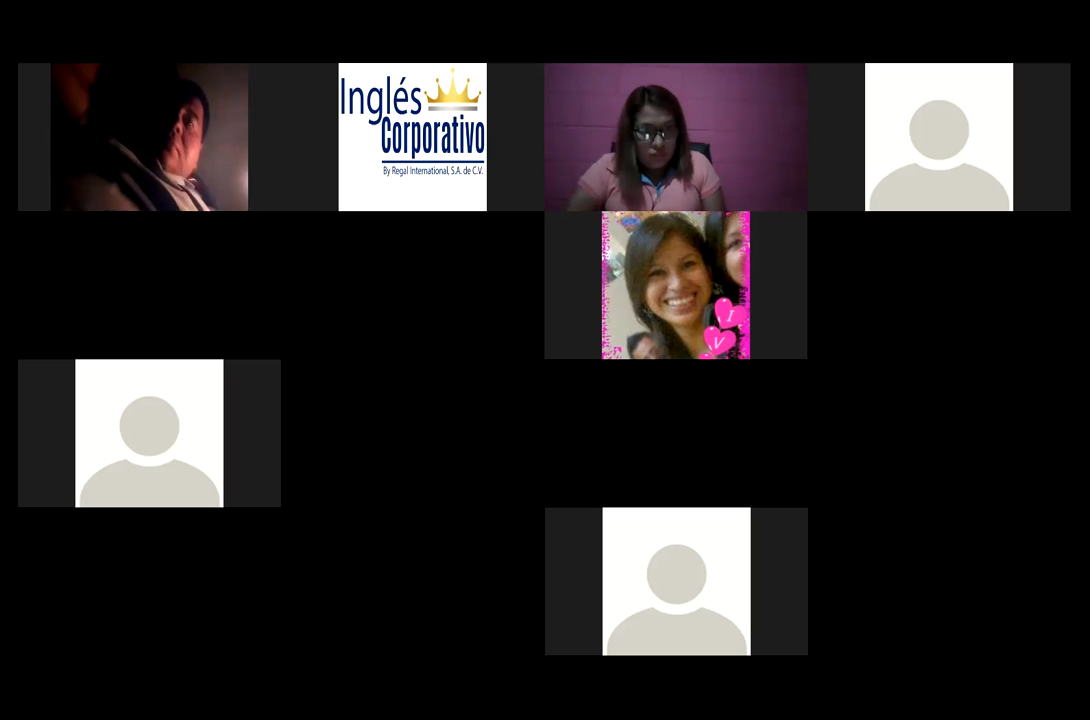 Inglés
Corporativo
By Regal International, S.A. de C.V.
I
V